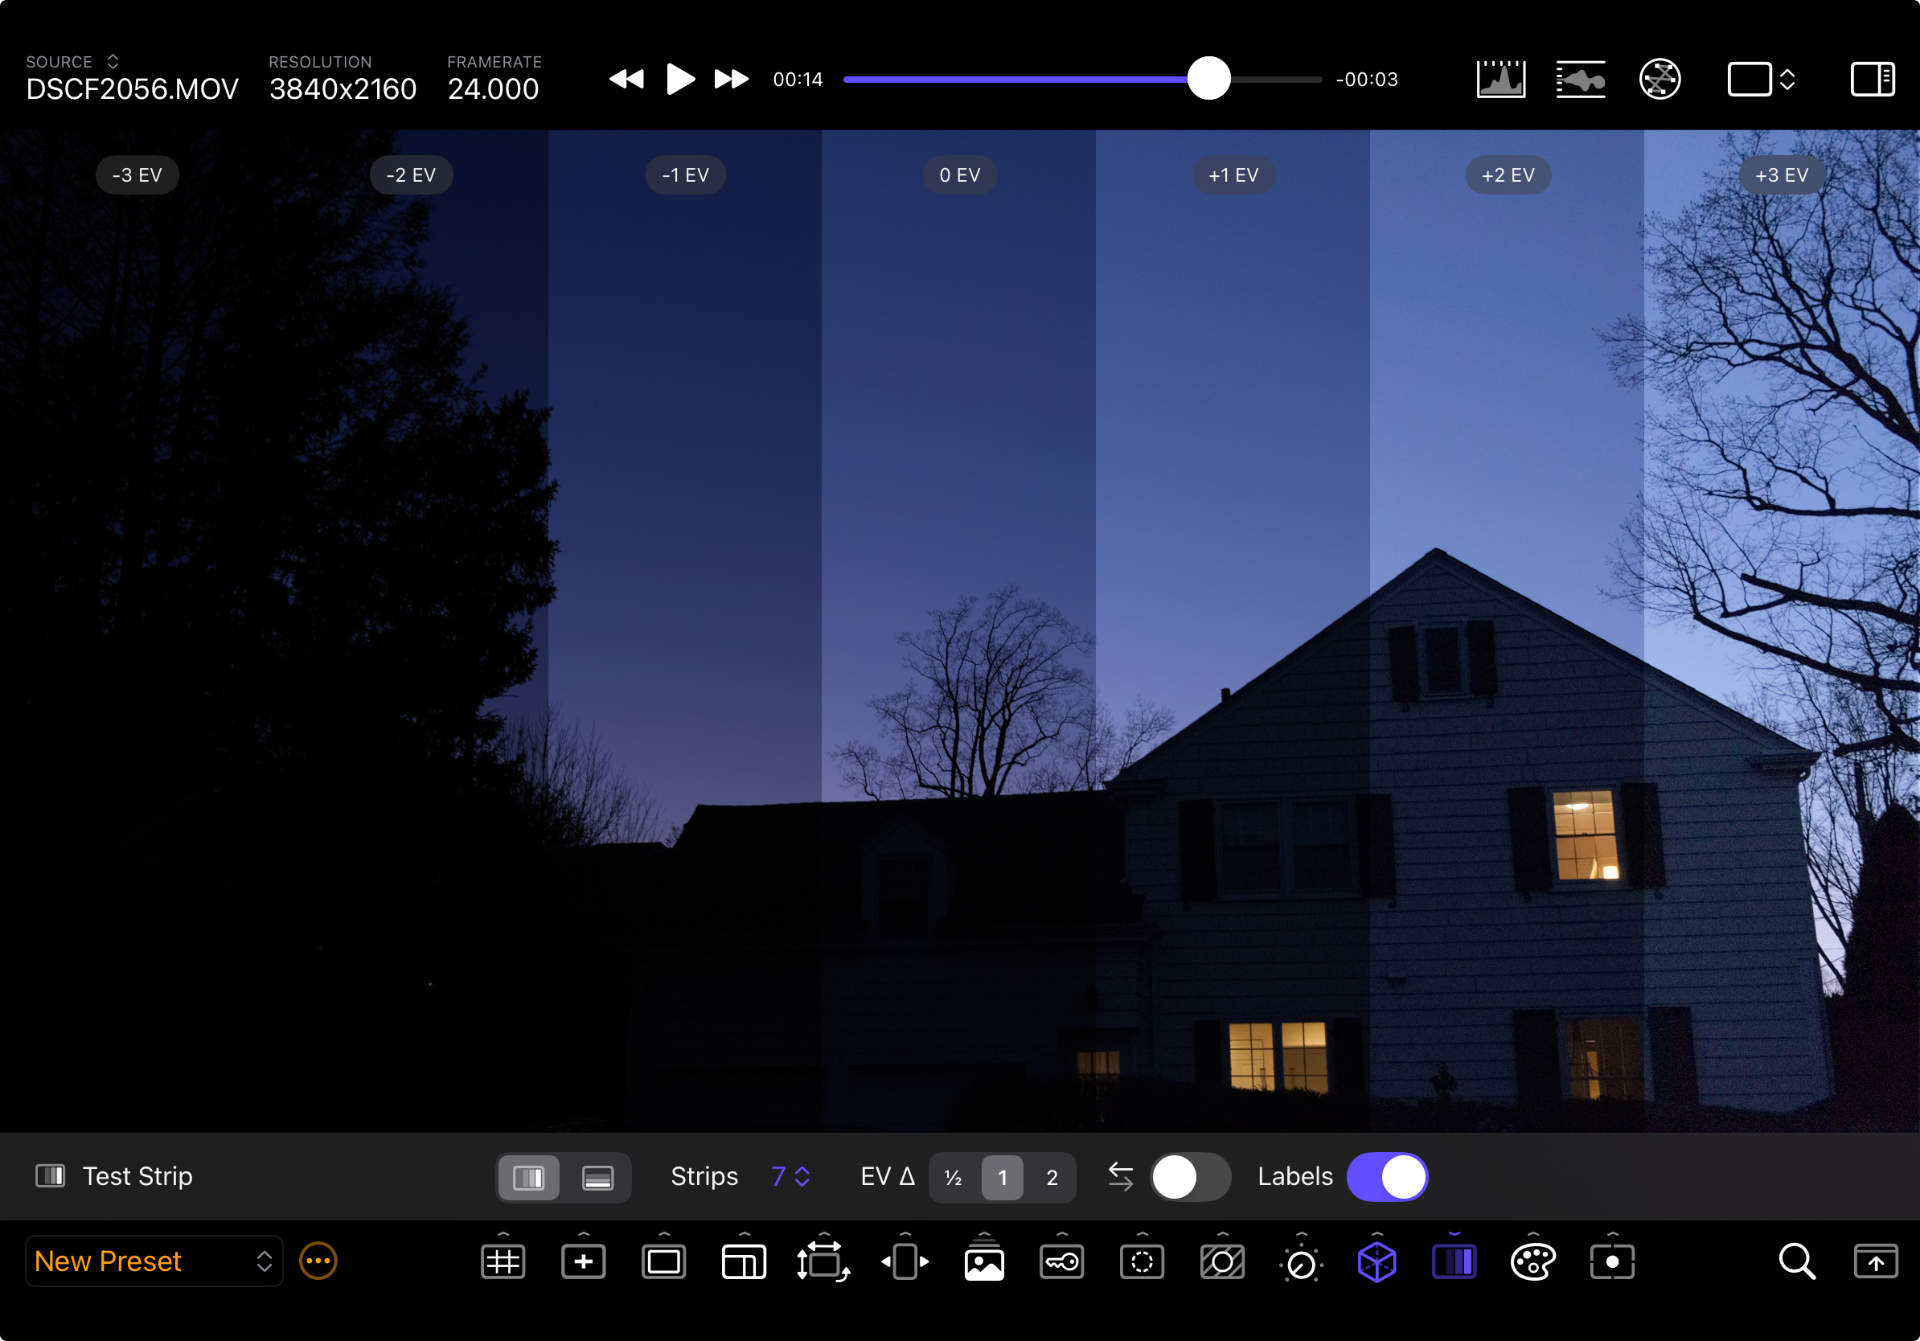 SOURCE
DSCF2056.MOV
RESOLUTION
3840x2160
FRAMERATE
24.000
00:14
-00:03
-3 EV
-2 EV
-1 EV
0 EV
+1 EV
+2 EV
+3 EV
Test Strip
Strips
7
EV Δ
½
1
2
Labels
New Preset